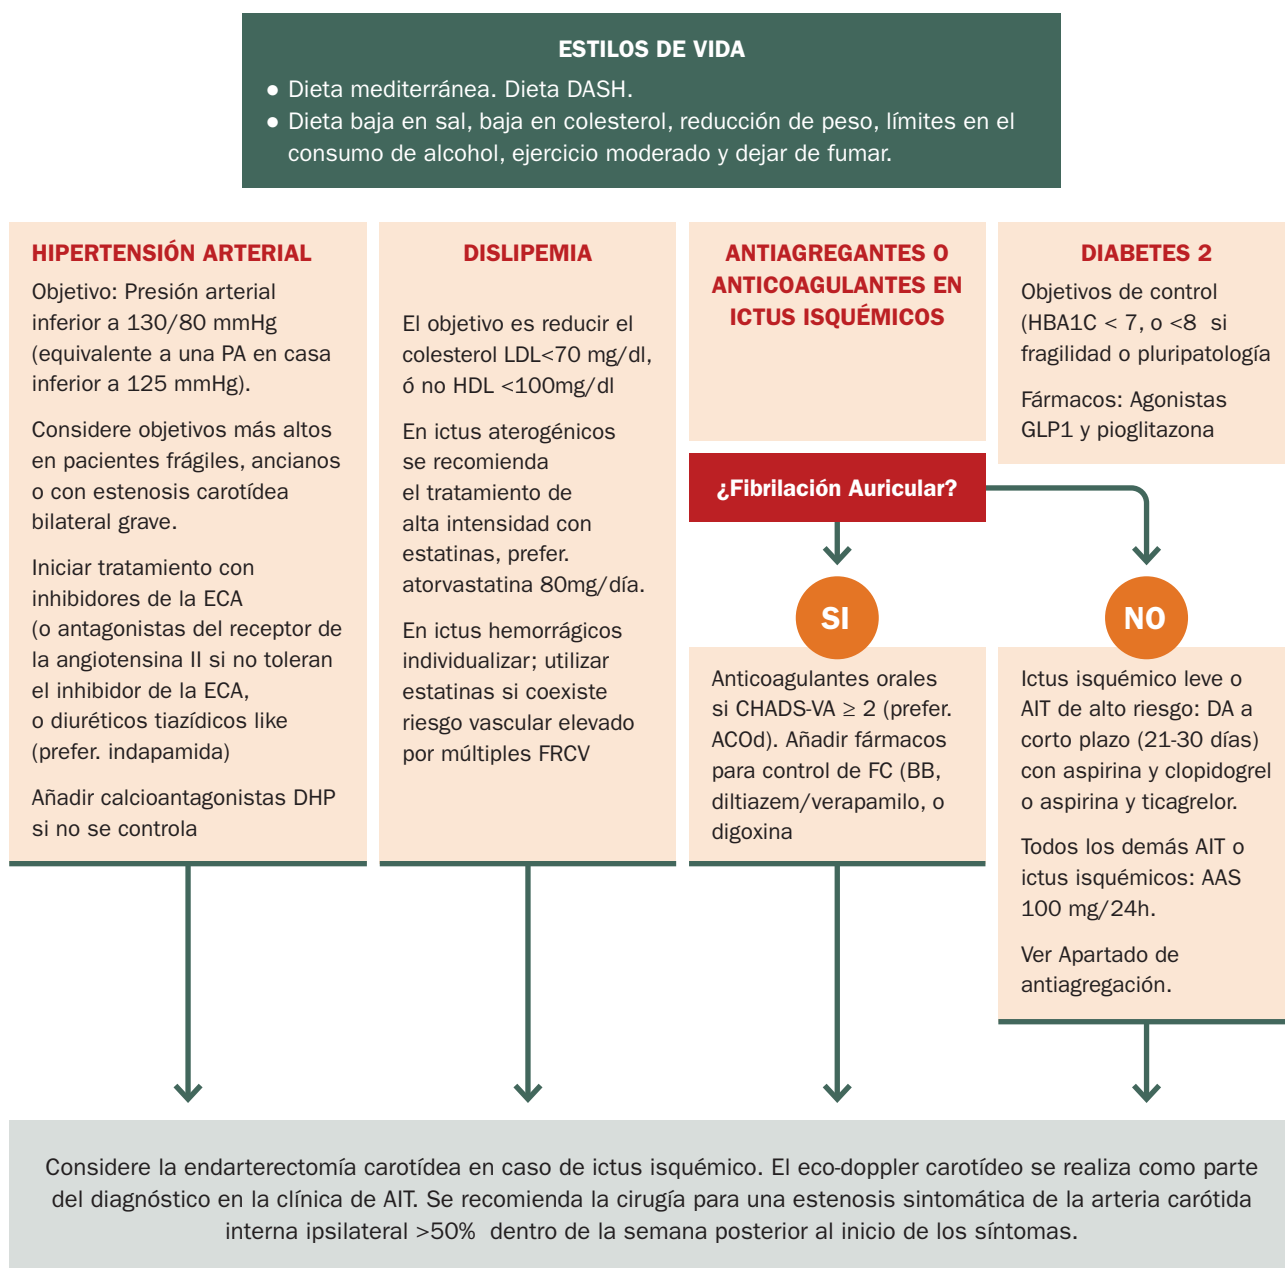 ESTILOS DE VIDA
● Dieta mediterránea. Dieta DASH.
● Dieta baja en sal, baja en colesterol, reducción de peso, límites en el
consumo de alcohol, ejercicio moderado y dejar de fumar.
HIPERTENSIÓN ARTERIAL
Objetivo: Presión arterial
inferior a 130/80 mmHg
(equivalente a una PA en casa
inferior a 125 mmHg).
Considere objetivos más altos
en pacientes frágiles, ancianos
o con estenosis carotídea
bilateral grave.
Iniciar tratamiento con
inhibidores de la ECA
(o antagonistas del receptor de
la angiotensina II si no toleran
el inhibidor de la ECA,
o diuréticos tiazídicos like
(prefer. indapamida)
Añadir calcioantagonistas DHP
si no se controla
DISLIPEMIA
El objetivo es reducir el
colesterol LDL<70 mg/dl,
ó no HDL <100mg/dl
En ictus aterogénicos
se recomienda
el tratamiento de
alta intensidad con
estatinas, prefer.
atorvastatina 80mg/día.
En ictus hemorrágicos
individualizar; utilizar
estatinas si coexiste
riesgo vascular elevado
por múltiples FRCV
ANTIAGREGANTES O
ANTICOAGULANTES EN
ICTUS ISQUÉMICOS
DIABETES 2
Objetivos de control
(HBA1C < 7, o <8 si
fragilidad o pluripatología
Fármacos: Agonistas
GLP1 y pioglitazona
¿Fibrilación Auricular?
SI
Anticoagulantes orales
si CHADS-VA ≥ 2 (prefer.
ACOd). Añadir fármacos
para control de FC (BB,
diltiazem/verapamilo, o
digoxina
NO
Ictus isquémico leve o
AIT de alto riesgo: DA a
corto plazo (21-30 días)
con aspirina y clopidogrel
o aspirina y ticagrelor.
Todos los demás AIT o
ictus isquémicos: AAS
100 mg/24h.
Ver Apartado de
antiagregación.
Considere la endarterectomía carotídea en caso de ictus isquémico. El eco-doppler carotídeo se realiza como parte
del diagnóstico en la clínica de AIT. Se recomienda la cirugía para una estenosis sintomática de la arteria carótida
interna ipsilateral >50% dentro de la semana posterior al inicio de los síntomas.